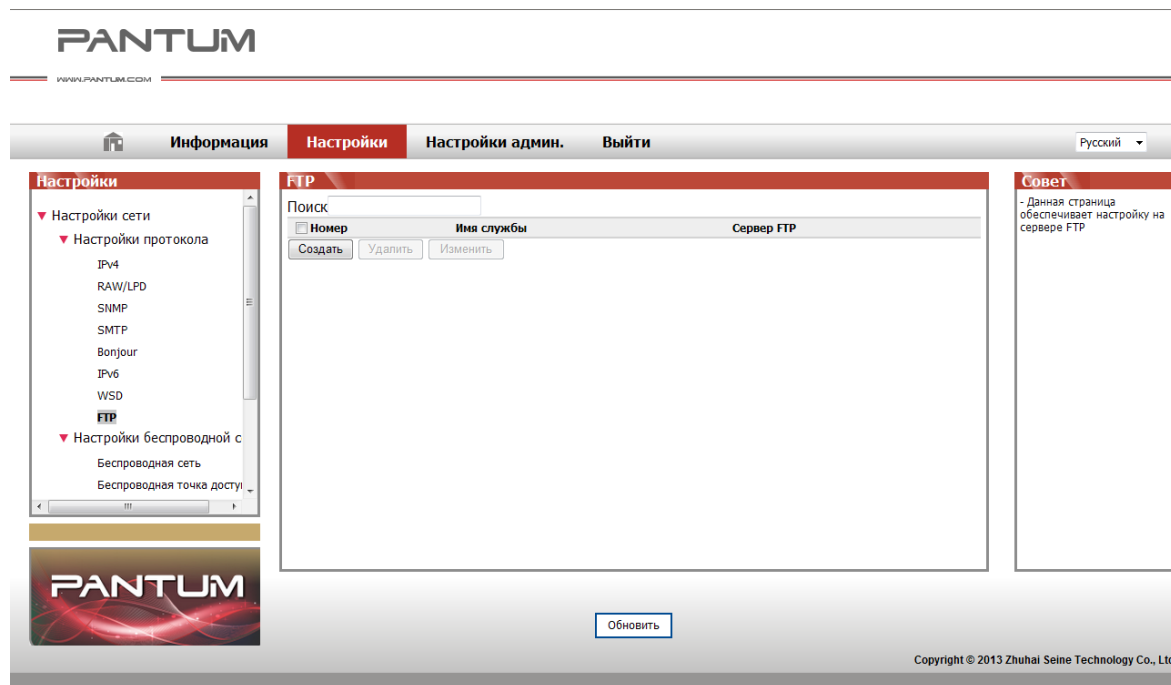 PANTUM
WWW.PANTUM.COM
Информация Настройки Настройки админ. Выйти Русский
Настройки
Настройки сети
Настройки протокола
IPv4
RAW/LPD
SNMP
SMTP
Bonjour
IPv6
WSD
FTP
Настройки беспроводной с
Беспроводная сеть
Беспроводная точка досту
PANTUM
FTP
Поиск
Номер Имя службы Сервер FTP
Создать Удалить Изменить
Совет
- Данная страница
обеспечивает настройку на
сервере FTP
Обновить
Copyright © 2013 Zhuhai Seine Technology Co., Ltd